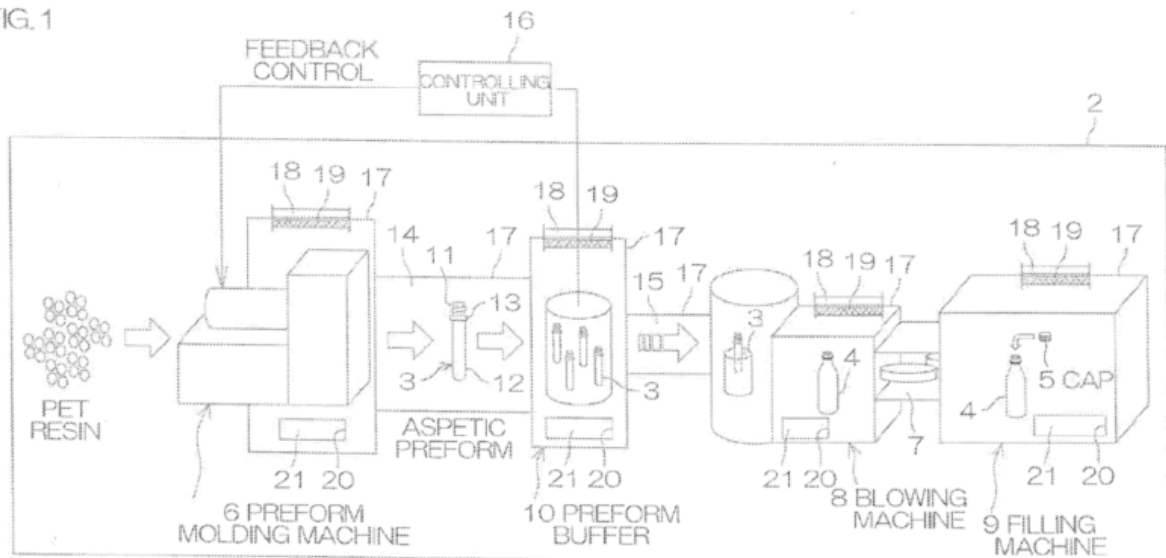 FIG. 1
16
FEEDBACK
CONTROL
CONTROLLING
UNIT
2
18 19 17
18 19 17
18 19 17
18 19 17
14 17
11
13
3
12
15 17
3
3
4
5 CAP
4
7
PET
RESIN
ASPETIC
PREFORM
21 20
21 20
21 20
21 20
6 PREFORM
MOLDING MACHINE
10 PREFORM
BUFFER
8 BLOWING
MACHINE
9 FILLING
MACHINE